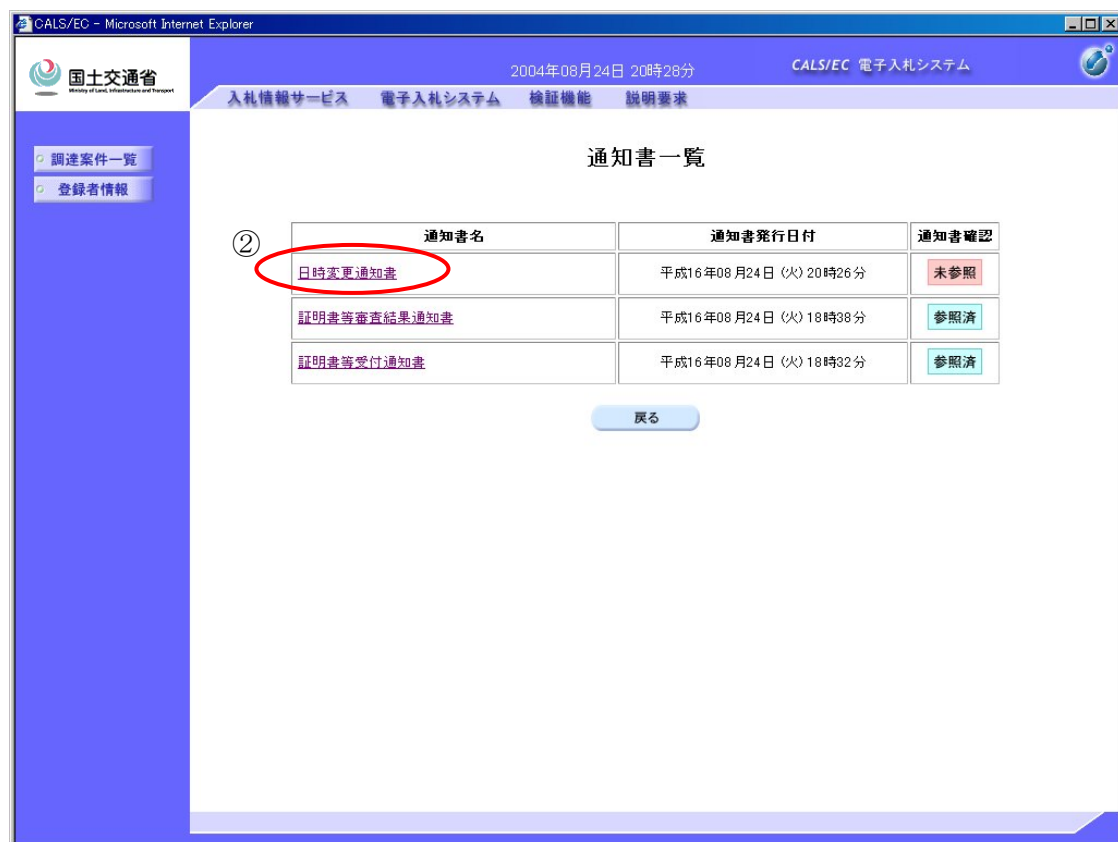 CALS/EC - Microsoft Internet Explorer
国土交通省
Ministry of Land, Infrastructure and Transport
2004年08月24日 20時28分
CALS/EC 電子入札システム
入札情報サービス 電子入札システム 検証機能 説明要求
調達案件一覧
登録者情報
通知書一覧
②
通知書名 通知書発行日付 通知書確認
日時変更通知書 平成16年08月24日 (火) 20時26分 未参照
証明書等審査結果通知書 平成16年08月24日 (火) 18時38分 参照済
証明書等受付通知書 平成16年08月24日 (火) 18時32分 参照済
戻る